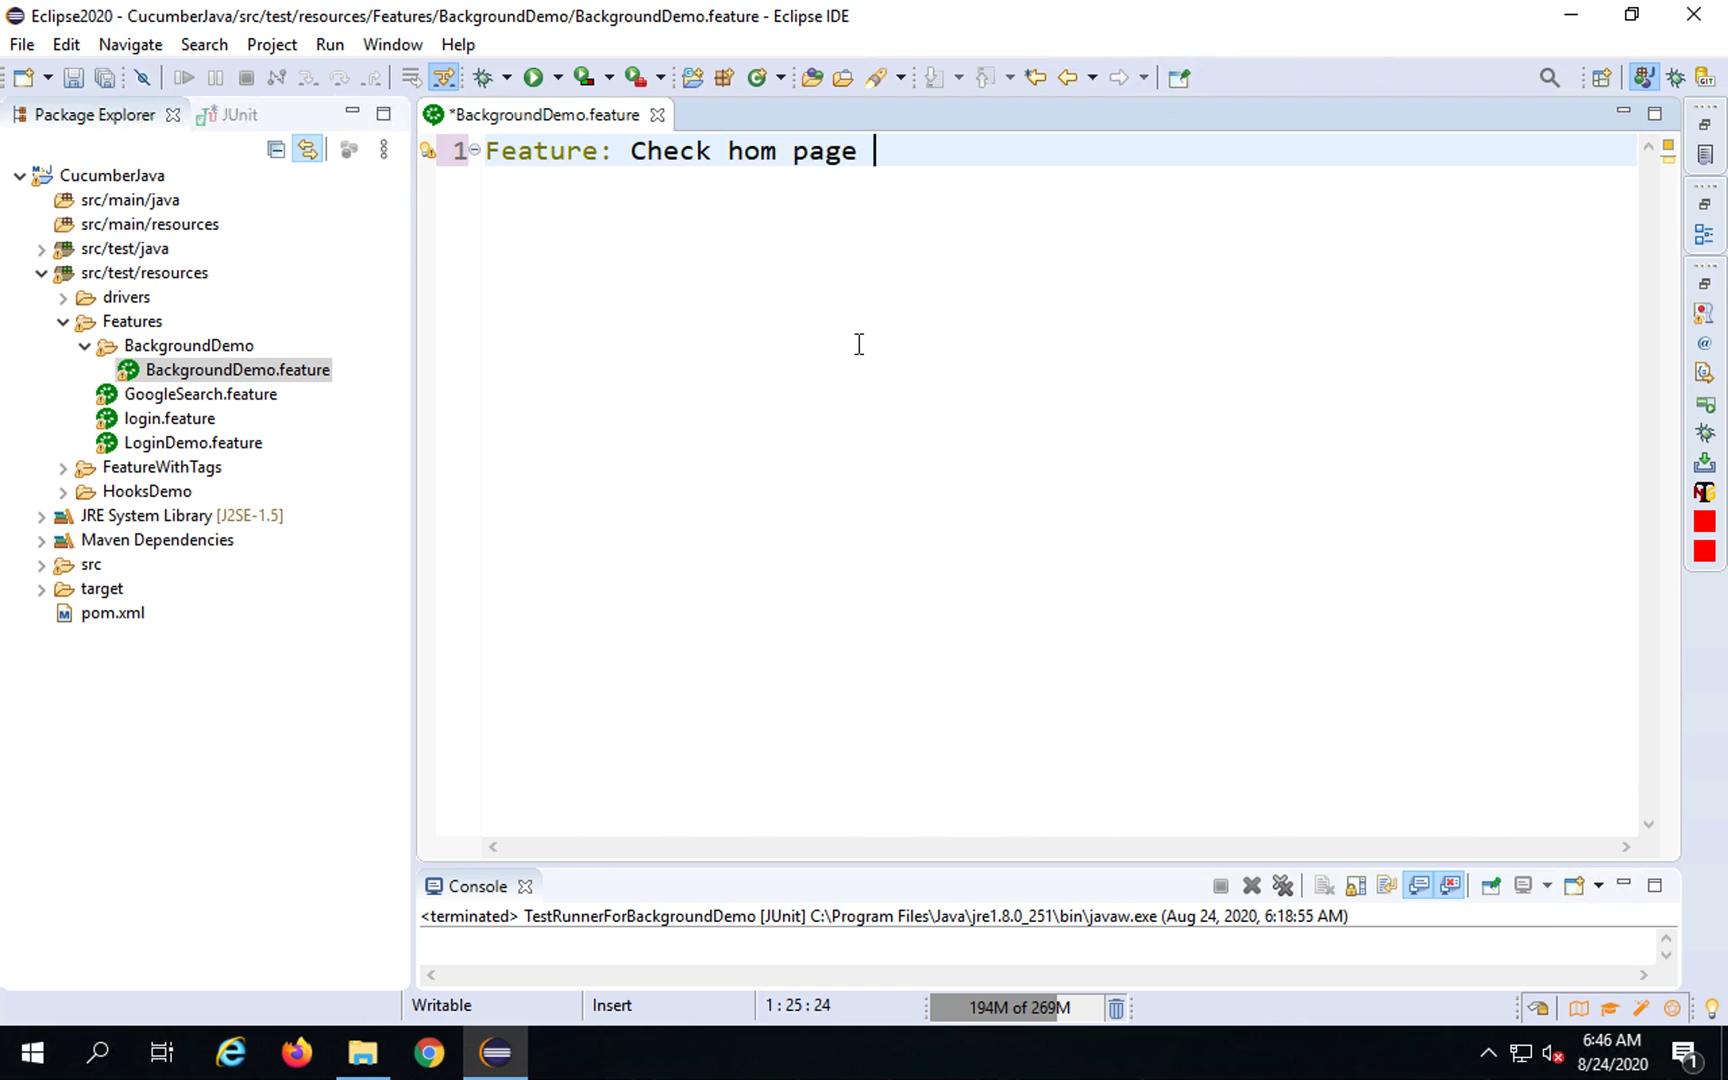 Eclipse2020 - CucumberJava/src/test/resources/Features/BackgroundDemo/BackgroundDemo.feature - Eclipse IDE
File Edit Navigate Search Project Run Window Help
Package Explorer
JUnit
*BackgroundDemo.feature
1 Feature: Check hom page
CucumberJava
src/main/java
src/main/resources
src/test/java
src/test/resources
drivers
Features
BackgroundDemo
BackgroundDemo.feature
GoogleSearch.feature
login.feature
LoginDemo.feature
FeatureWithTags
HooksDemo
JRE System Library [J2SE-1.5]
Maven Dependencies
src
target
pom.xml
Console
<terminated> TestRunnerForBackgroundDemo [JUnit] C:\Program Files\Java\jre1.8.0_251\bin\javaw.exe (Aug 24, 2020, 6:18:55 AM)
Writable
Insert
1 : 25 : 24
194M of 269M
6:46 AM
8/24/2020
1